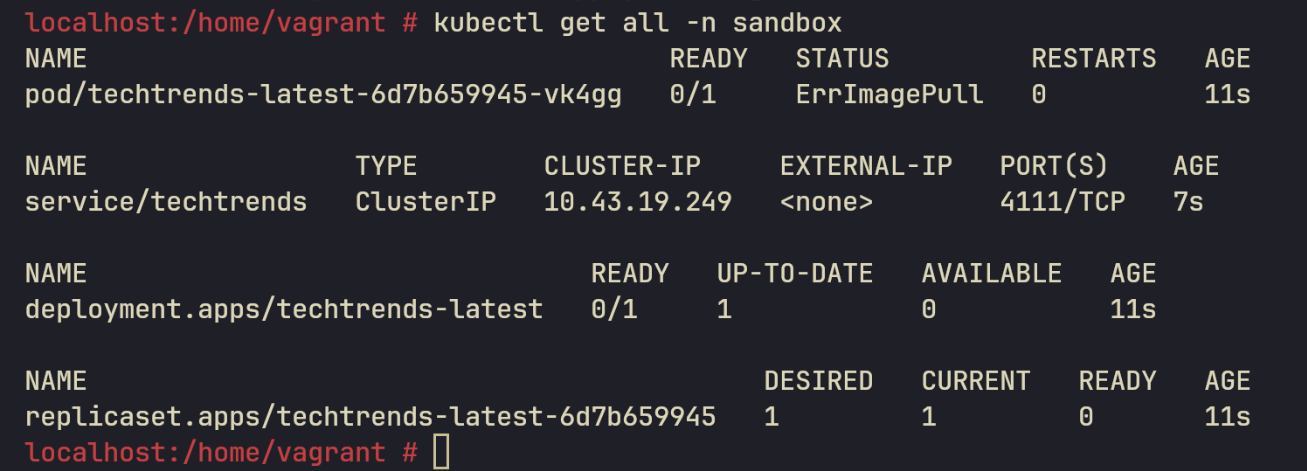 localhost:/home/vagrant # kubectl get all -n sandbox
NAME READY STATUS RESTARTS AGE
pod/techtrends-latest-6d7b659945-vk4gg 0/1 ErrImagePull 0 11s
NAME TYPE CLUSTER-IP EXTERNAL-IP PORT(S) AGE
service/techtrends ClusterIP 10.43.19.249 <none> 4111/TCP 7s
NAME READY UP-TO-DATE AVAILABLE AGE
deployment.apps/techtrends-latest 0/1 1 0 11s
NAME DESIRED CURRENT READY AGE
replicaset.apps/techtrends-latest-6d7b659945 1 1 0 11s
localhost:/home/vagrant #